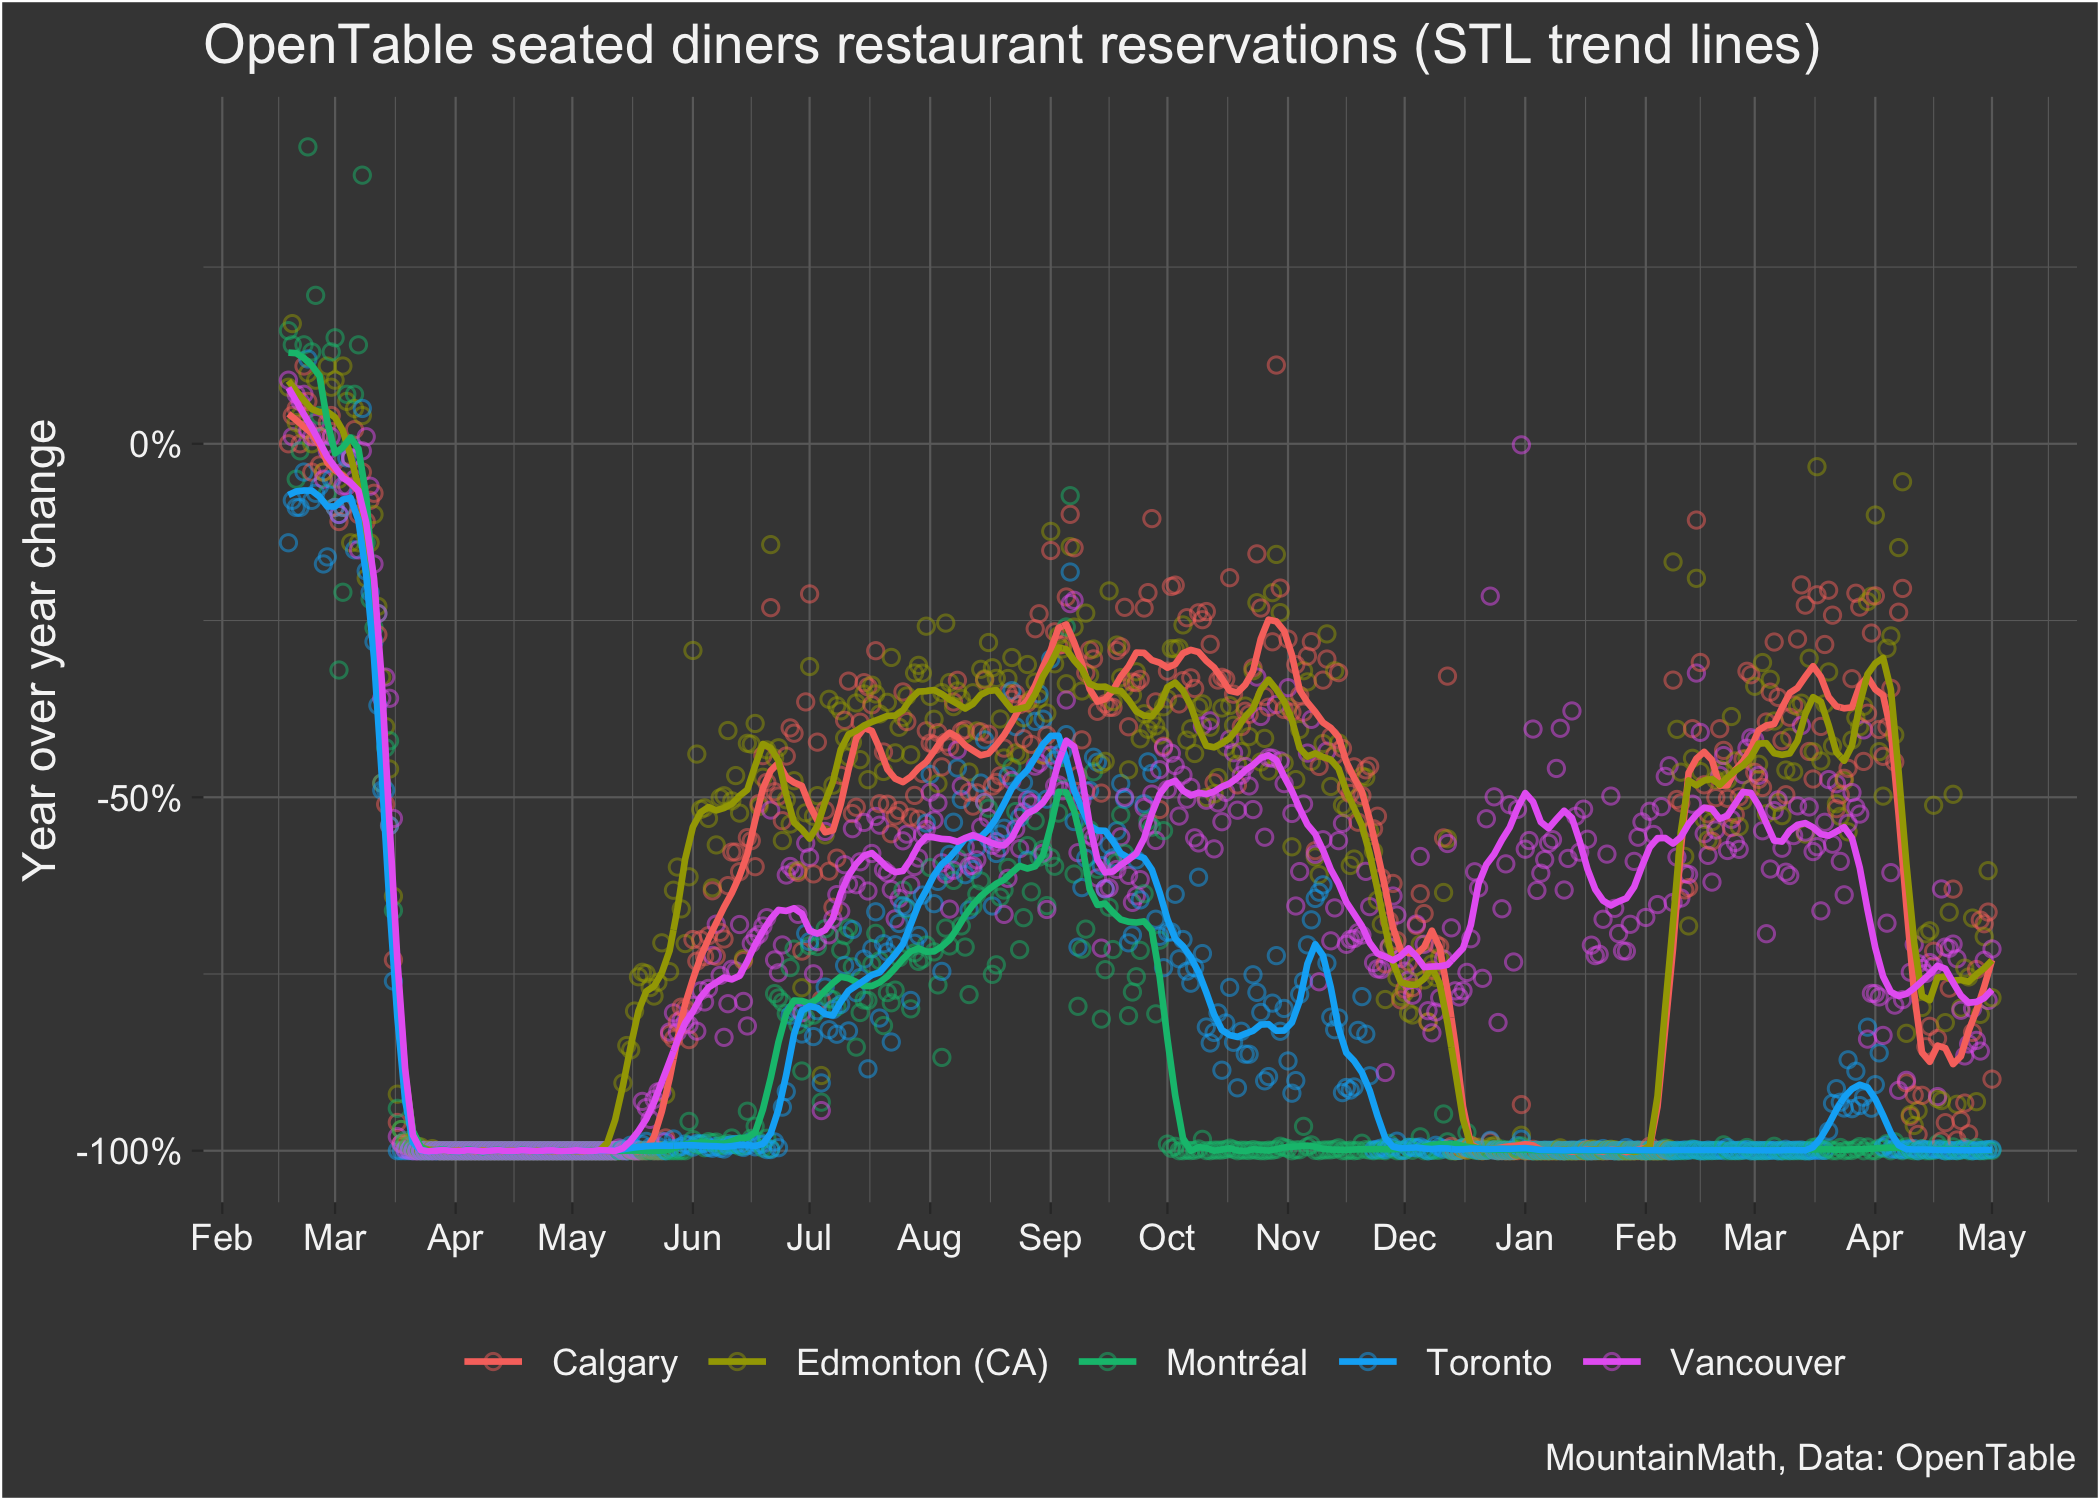 OpenTable seated diners restaurant reservations (STL trend lines)
Year over year change
0%
-50%
-100%
Feb Mar Apr May Jun Jul Aug Sep Oct Nov Dec Jan Feb Mar Apr May
Calgary Edmonton (CA) Montréal Toronto Vancouver
MountainMath, Data: OpenTable